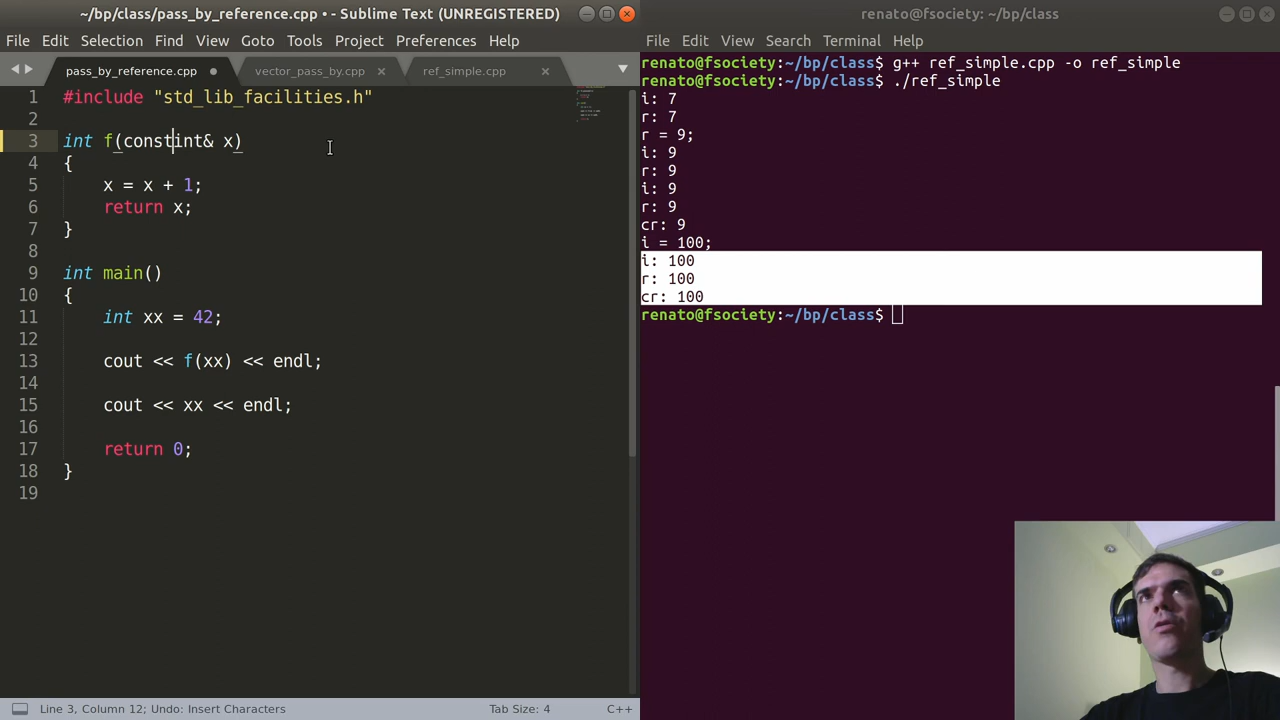 ~/bp/class/pass_by_reference.cpp • - Sublime Text (UNREGISTERED)
File Edit Selection Find View Goto Tools Project Preferences Help
pass_by_reference.cpp vector_pass_by.cpp ref_simple.cpp
1 #include "std_lib_facilities.h"
2
3 int f(constint& x)
4 {
5 x = x + 1;
6 return x;
7 }
8
9 int main()
10 {
11 int xx = 42;
12
13 cout << f(xx) << endl;
14
15 cout << xx << endl;
16
17 return 0;
18 }
19
Line 3, Column 12; Undo: Insert Characters Tab Size: 4 C++
renato@fsociety: ~/bp/class
File Edit View Search Terminal Help
renato@fsociety:~/bp/class$ g++ ref_simple.cpp -o ref_simple
renato@fsociety:~/bp/class$ ./ref_simple
i: 7
r: 7
r = 9;
i: 9
r: 9
i: 9
r: 9
cr: 9
i = 100;
i: 100
r: 100
cr: 100
renato@fsociety:~/bp/class$